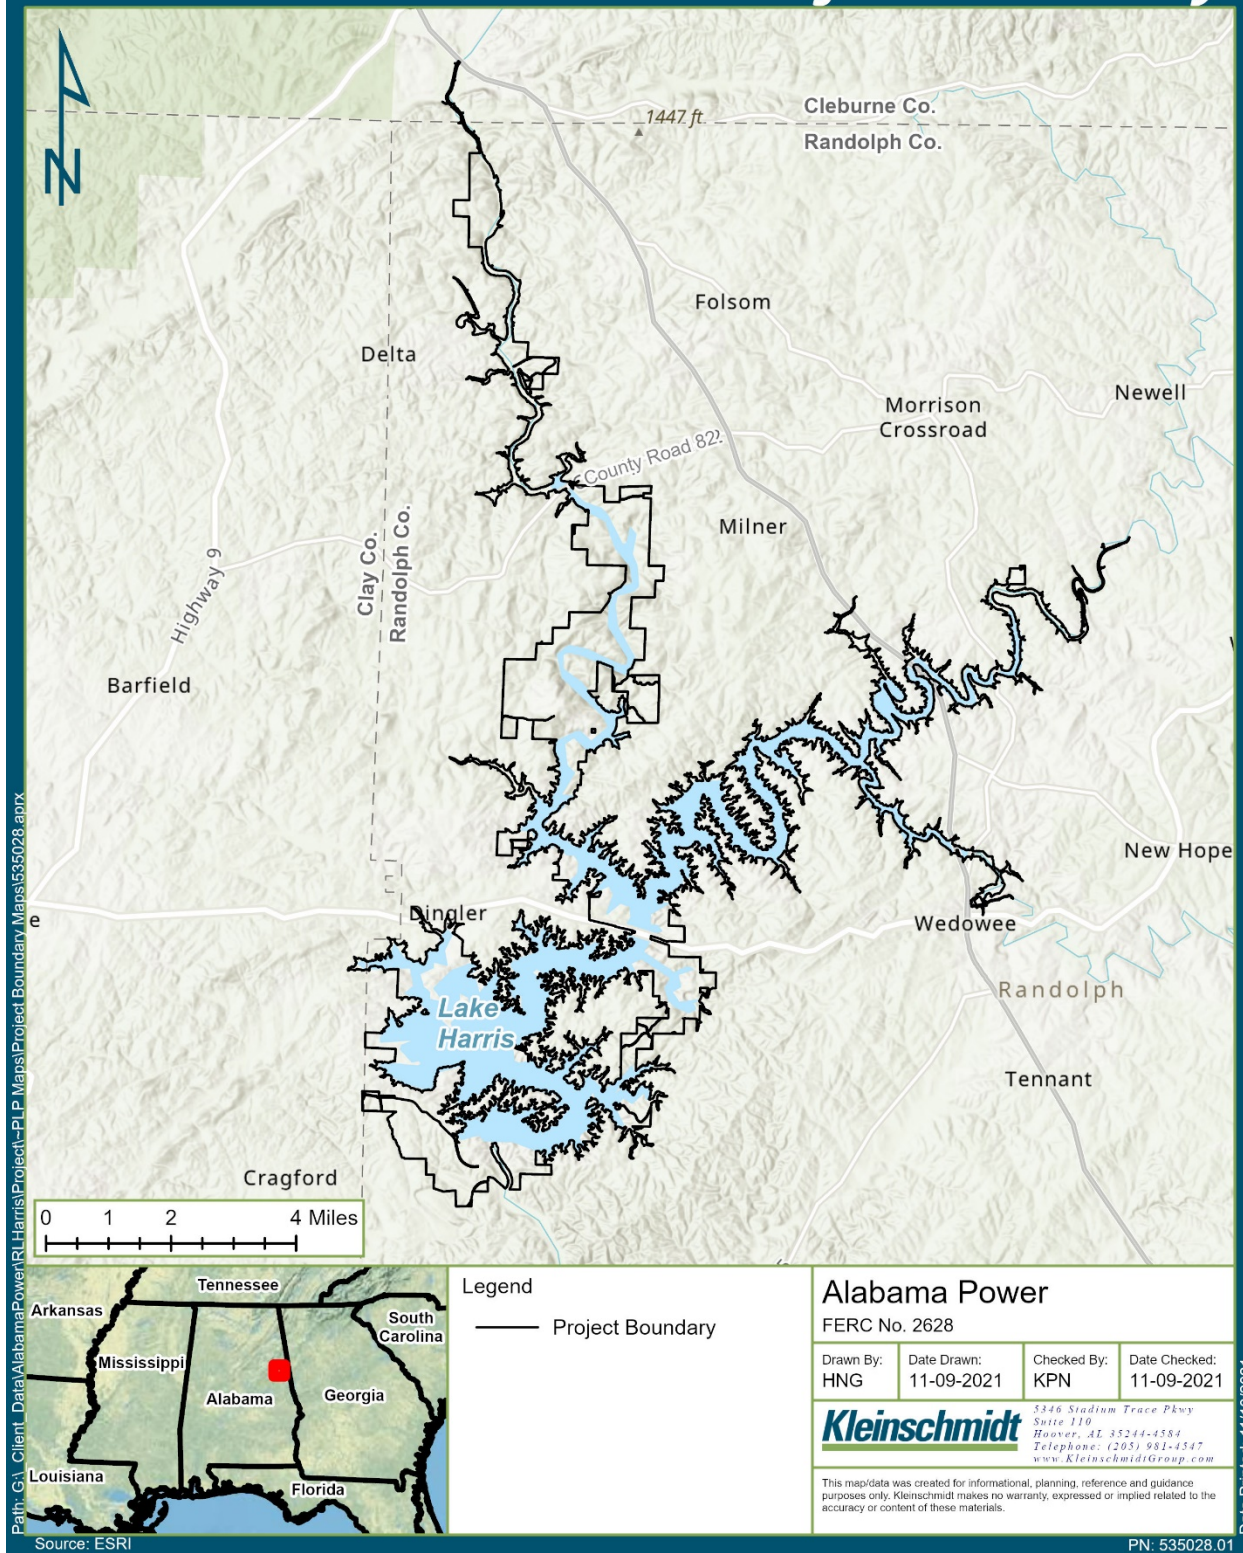 1447 ft
Cleburne Co.
Randolph Co.
Folsom
Delta
Newell
Morrison
Crossroad
County Road 82
Milner
Clay Co.
Randolph Co.
Highway 9
Barfield
New Hope
Dingler
Wedowee
e
Lake
Harris
Randolph
Tennant
Cragford
0 1 2 4 Miles
Tennessee
Arkansas
South
Carolina
Mississippi
Alabama
Georgia
Louisiana
Florida
Legend
Project Boundary
Alabama Power
FERC No. 2628
Drawn By:
HNG
Date Drawn:
11-09-2021
Checked By:
KPN
Date Checked:
11-09-2021
Kleinschmidt
5346 Stadium Trace Pkwy
Suite 110
Hoover, AL 35244-4584
Telephone: (205) 981-4547
www.KleinschmidtGroup.com
This map/data was created for informational, planning, reference and guidance
purposes only. Kleinschmidt makes no warranty, expressed or implied related to the
accuracy or content of these materials.
N
Path: G:\_Client_Data\AlabamaPower\RLHarris\Project\~PLP Maps\Project Boundary Maps\535028.aprx
Source: ESRI
PN: 535028.01